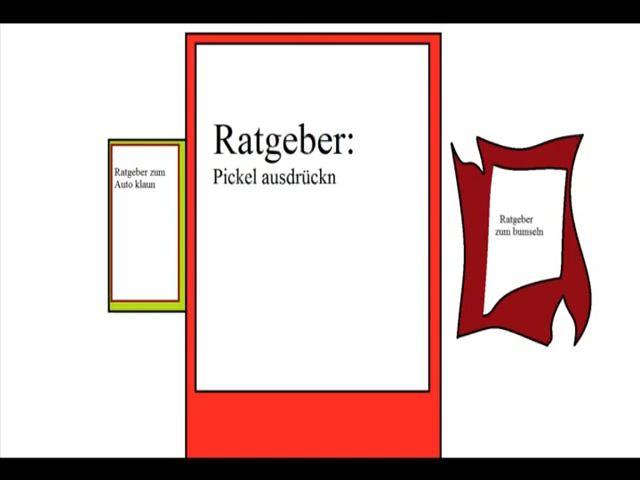 Ratgeber zum
Auto klaun
Ratgeber:
Pickel ausdrückn
Ratgeber
zum bumseln